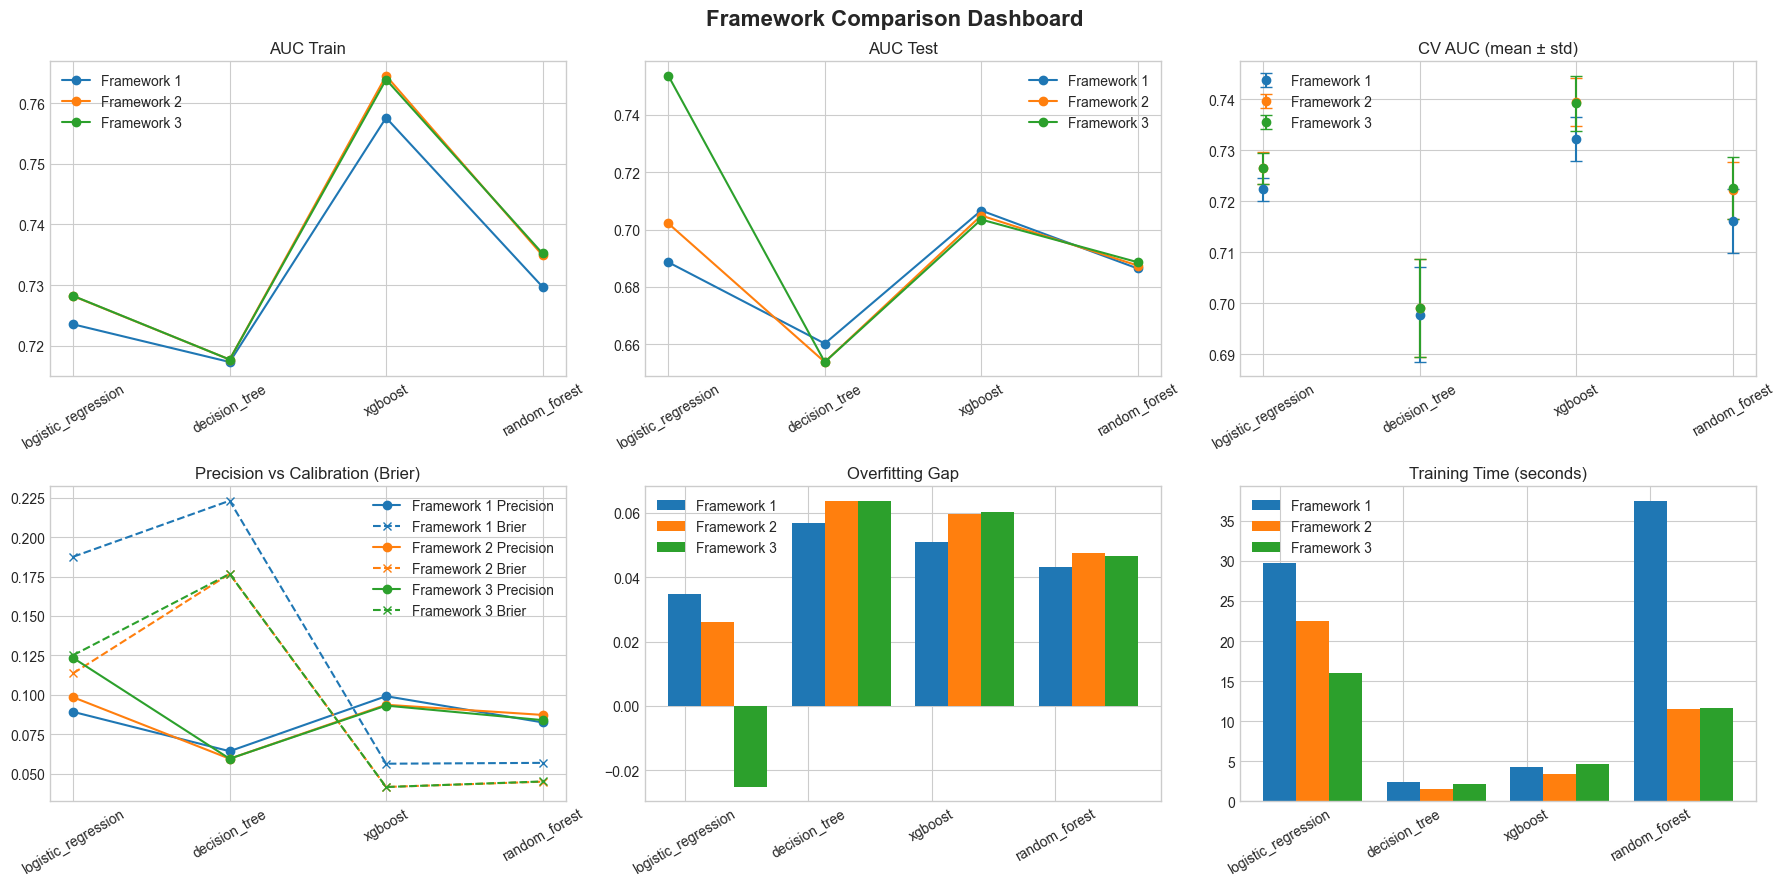 Framework Comparison Dashboard
AUC Train
Framework 1
Framework 2
Framework 3
0.76
0.75
0.74
0.73
0.72
logistic_regression
decision_tree
xgboost
random_forest
AUC Test
Framework 1
Framework 2
Framework 3
0.74
0.72
0.70
0.68
0.66
logistic_regression
decision_tree
xgboost
random_forest
CV AUC (mean ± std)
Framework 1
Framework 2
Framework 3
0.74
0.73
0.72
0.71
0.70
0.69
logistic_regression
decision_tree
xgboost
random_forest
Precision vs Calibration (Brier)
Framework 1 Precision
Framework 1 Brier
Framework 2 Precision
Framework 2 Brier
Framework 3 Precision
Framework 3 Brier
0.225
0.200
0.175
0.150
0.125
0.100
0.075
0.050
logistic_regression
decision_tree
xgboost
random_forest
Overfitting Gap
Framework 1
Framework 2
Framework 3
0.06
0.04
0.02
0.00
−0.02
logistic_regression
decision_tree
xgboost
random_forest
Training Time (seconds)
Framework 1
Framework 2
Framework 3
35
30
25
20
15
10
5
0
logistic_regression
decision_tree
xgboost
random_forest